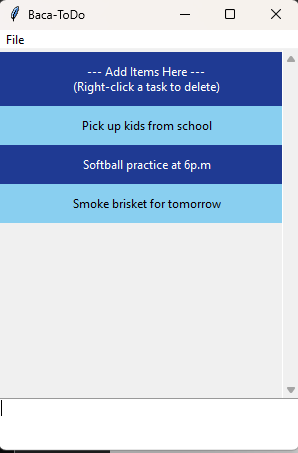 Baca-ToDo
File
--- Add Items Here ---
(Right-click a task to delete)
Pick up kids from school
Softball practice at 6p.m
Smoke brisket for tomorrow